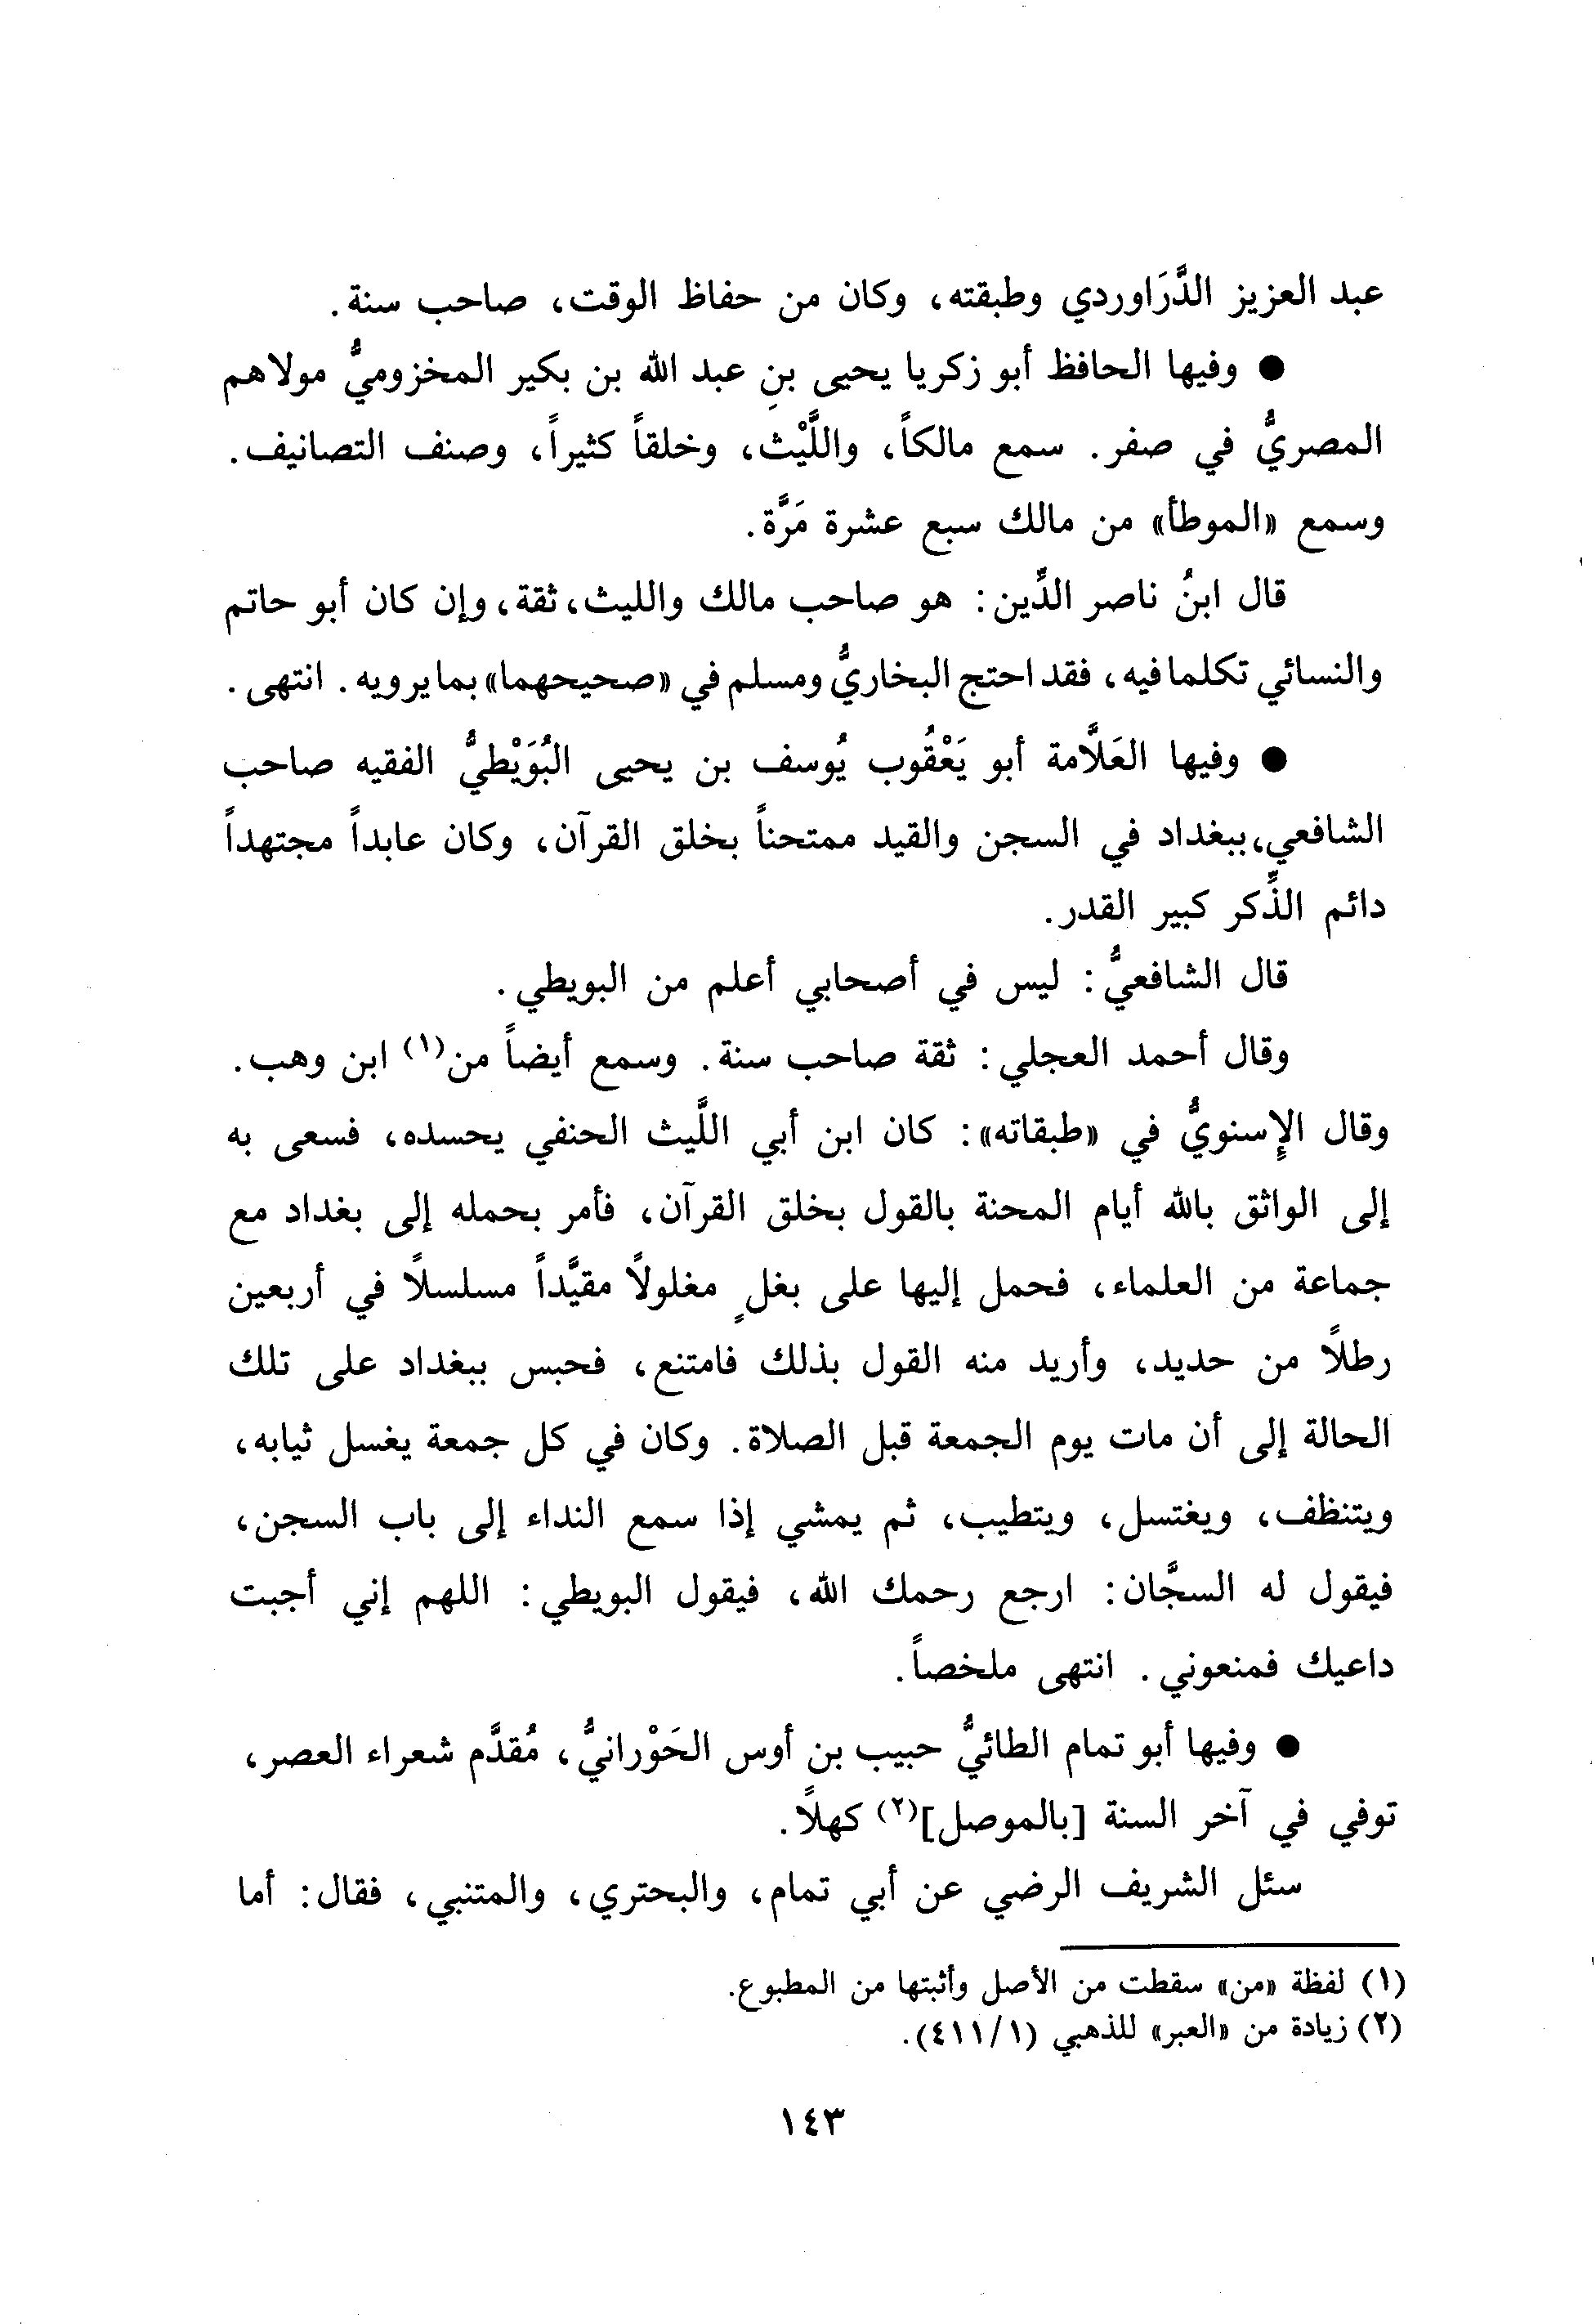 عبد العزيز الدَّرَاوردي وطبقته، وكان من حفاظ الوقت، صاحب سنة.
● وفيها الحافظ أبو زكريا يحيى بنِ عبد الله بن بكير المخزوميُّ مولاهم
المصريُّ في صفر. سمع مالكاً، واللَّيْث، وخلقاً كثيراً، وصنف التصانيف.
وسمع «الموطأ» من مالك سبع عشرة مَرَّة.
قال ابنُ ناصر الدِّين: هو صاحب مالك والليث، ثقة، وإن كان أبو حاتم
والنسائي تكلما فيه، فقد احتج البخاريُّ ومسلم في «صحيحهما» بما يرويه. انتهى.
● وفيها العَلَّامة أبو يَعْقُوب يُوسف بن يحيى البُوَيْطيُّ الفقيه صاحب
الشافعي، ببغداد في السجن والقيد ممتحناً بخلق القرآن، وكان عابداً مجتهداً
دائم الذِّكر كبير القدر.
قال الشافعيُّ: ليس في أصحابي أعلم من البويطي.
وقال أحمد العجلي: ثقة صاحب سنة. وسمع أيضاً من(١) ابن وهب.
وقال الإِسنويُّ في «طبقاته»: كان ابن أبي اللَّيث الحنفي يحسده، فسعى به
إلى الواثق بالله أيام المحنة بالقول بخلق القرآن، فأمر بحمله إلى بغداد مع
جماعة من العلماء، فحمل إليها على بغلٍ مغلولاً مقيَّداً مسلسلاً في أربعين
رطلاً من حديد، وأريد منه القول بذلك فامتنع، فحبس ببغداد على تلك
الحالة إلى أن مات يوم الجمعة قبل الصلاة. وكان في كل جمعة يغسل ثيابه،
ويتنظف، ويغتسل، ويتطيب، ثم يمشي إذا سمع النداء إلى باب السجن،
فيقول له السجَّان: ارجع رحمك الله، فيقول البويطي: اللهم إني أجبت
داعيك فمنعوني. انتهى ملخصاً.
● وفيها أبو تمام الطائيُّ حبيب بن أوس الحَوْرانيُّ، مُقدَّم شعراء العصر،
توفي في آخر السنة [بالموصل](٢) كهلاً.
سئل الشريف الرضي عن أبي تمام، والبحتري، والمتنبي، فقال: أما
(١) لفظة «من» سقطت من الأصل وأثبتها من المطبوع.
(٢) زيادة من «العبر» للذهبي (١/ ٤١١).
١٤٣